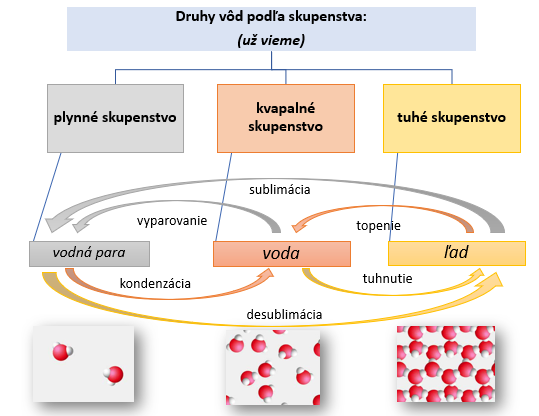 Druhy vôd podľa skupenstva:
(už vieme)
plynné skupenstvo
kvapalné
skupenstvo
tuhé skupenstvo
sublimácia
vyparovanie
topenie
vodná para
voda
ľad
kondenzácia
tuhnutie
desublimácia